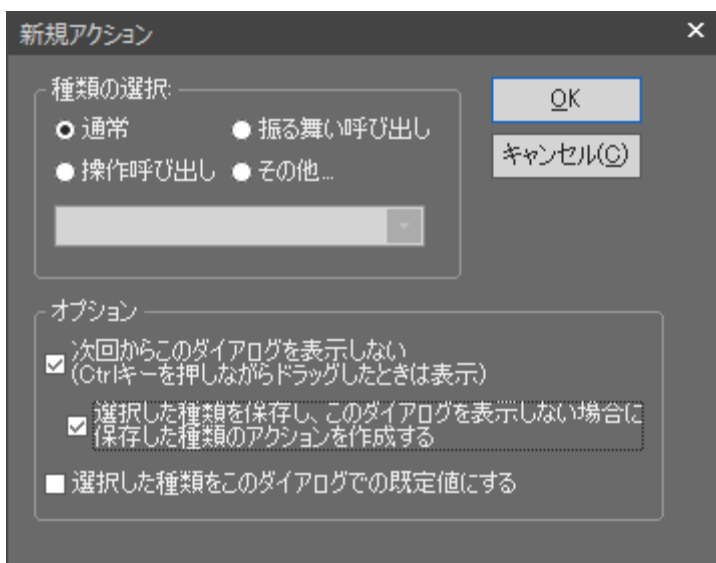 新規アクション
種類の選択:
通常
振る舞い呼び出し
操作呼び出し
その他...
OK
キャンセル(C)
オプション
次回からこのダイアログを表示しない
(Ctrlキーを押しながらドラッグしたときは表示)
選択した種類を保存し、このダイアログを表示しない場合に
保存した種類のアクションを作成する
選択した種類をこのダイアログでの既定値にする